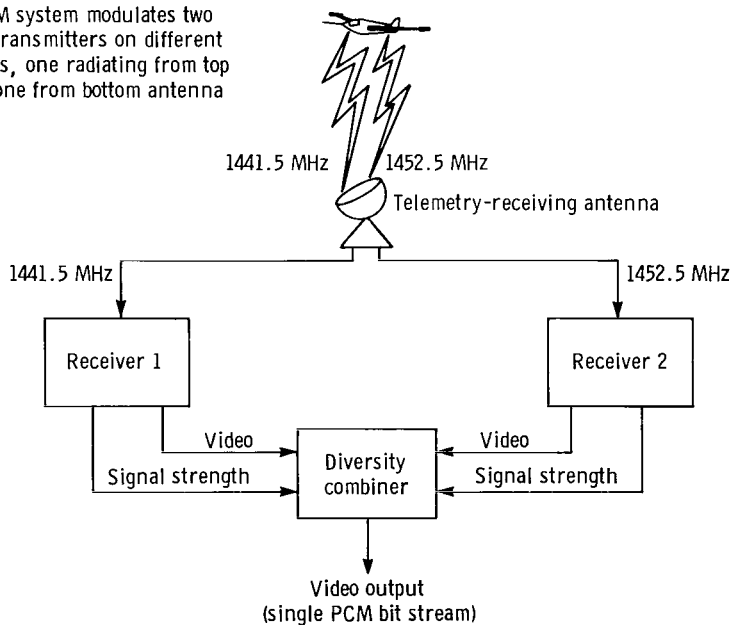 M system modulates two
ransmitters on different
s, one radiating from top
one from bottom antenna
1441.5 MHz
1452.5 MHz
Telemetry-receiving antenna
1441.5 MHz
1452.5 MHz
Receiver 1
Receiver 2
Video
Video
Signal strength
Diversity
combiner
Signal strength
Video output
(single PCM bit stream)